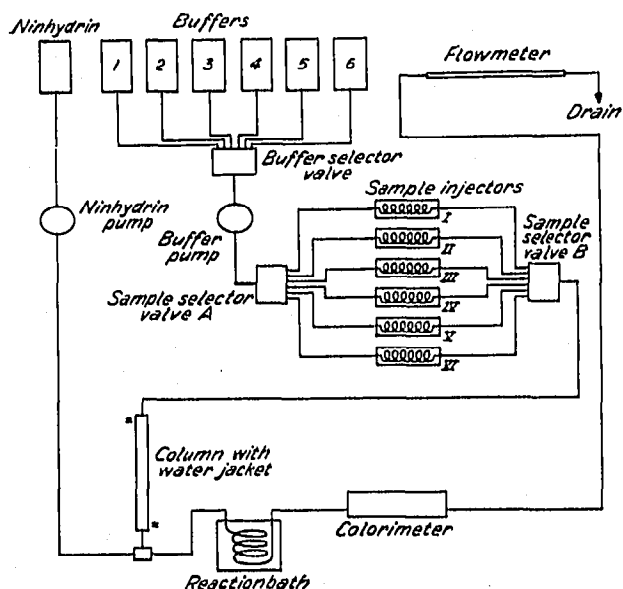 Ninhydrin
Buffers
1 2 3 4 5 6
Flowmeter
Drain
Buffer selector
valve
Ninhydrin
pump
Buffer
pump
Sample injectors
I
II
III
IV
V
VI
Sample
selector
valve B
Sample selector
valve A
*
Column with
water jacket
*
Colorimeter
Reactionbath